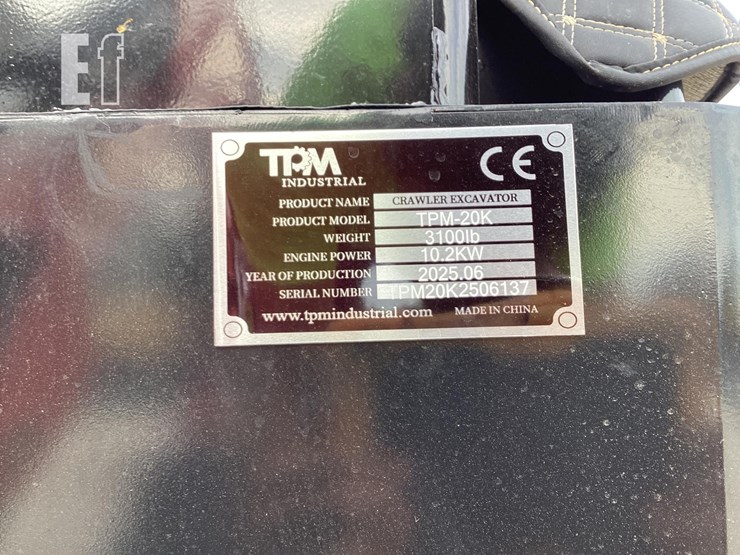 Ef
TPM
INDUSTRIAL
CE
PRODUCT NAME CRAWLER EXCAVATOR
PRODUCT MODEL TPM-20K
WEIGHT 3100lb
ENGINE POWER 10.2KW
YEAR OF PRODUCTION 2025.06
SERIAL NUMBER TPM20K2506137
www.tpmindustrial.com MADE IN CHINA